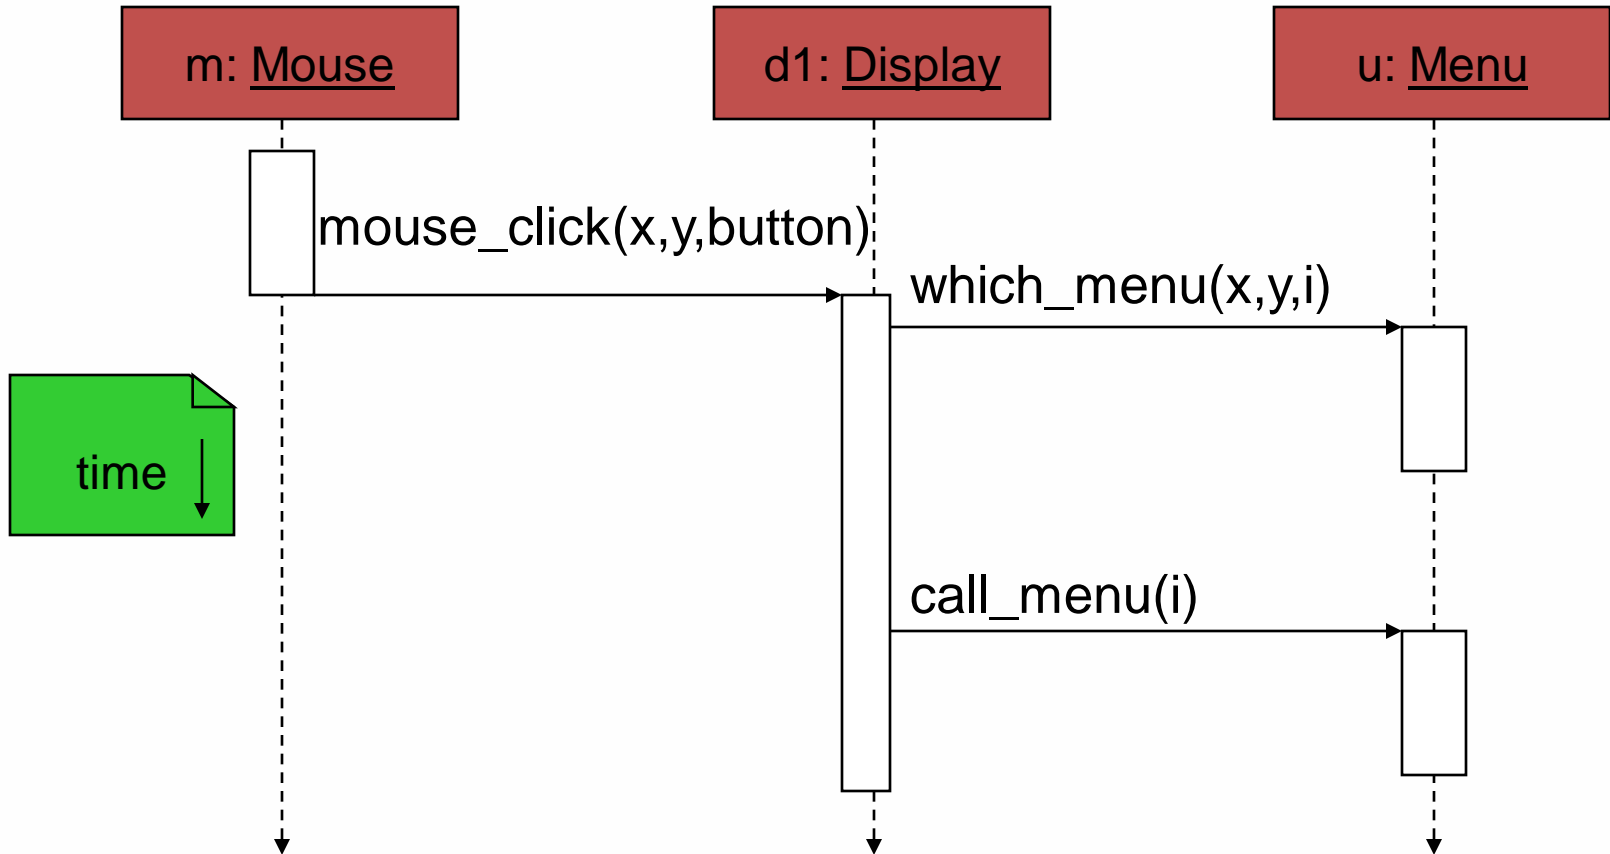 m: Mouse
d1: Display
u: Menu
mouse_click(x,y,button)
which_menu(x,y,i)
time
call_menu(i)